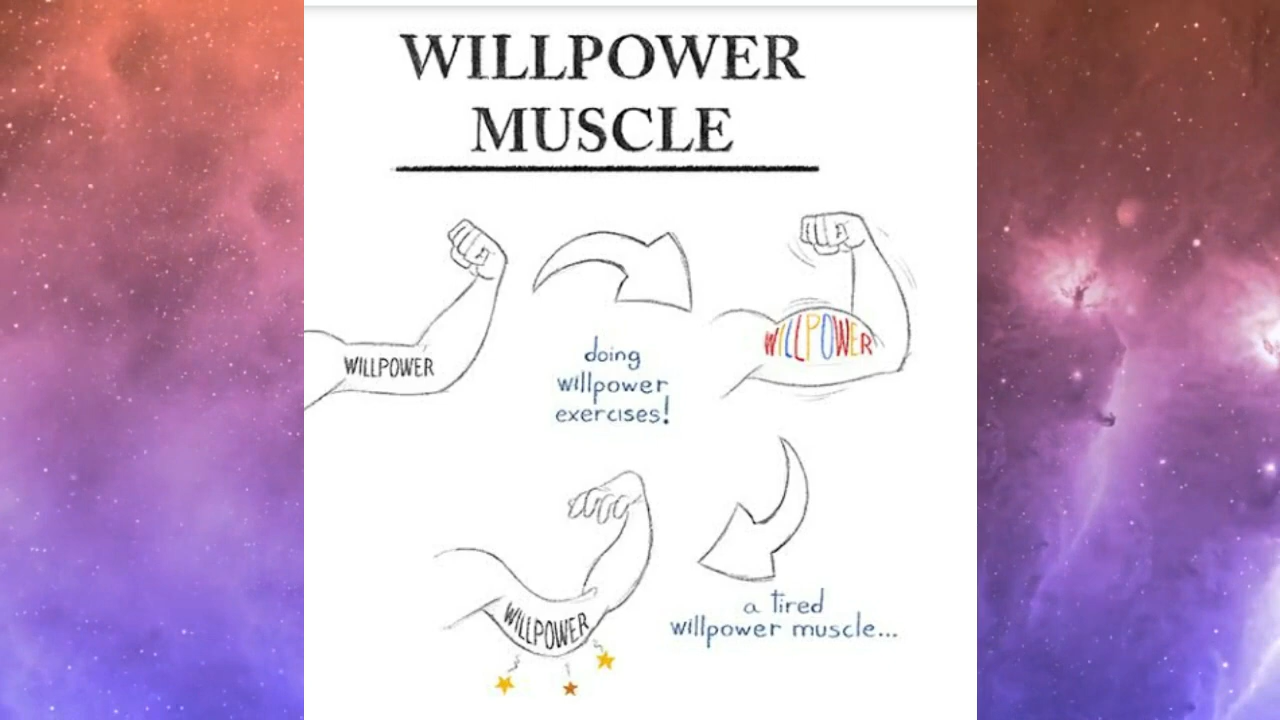 WILLPOWER
MUSCLE
WILLPOWER
doing
willpower
exercises!
WILLPOWER
WILLPOWER
a tired
willpower muscle...